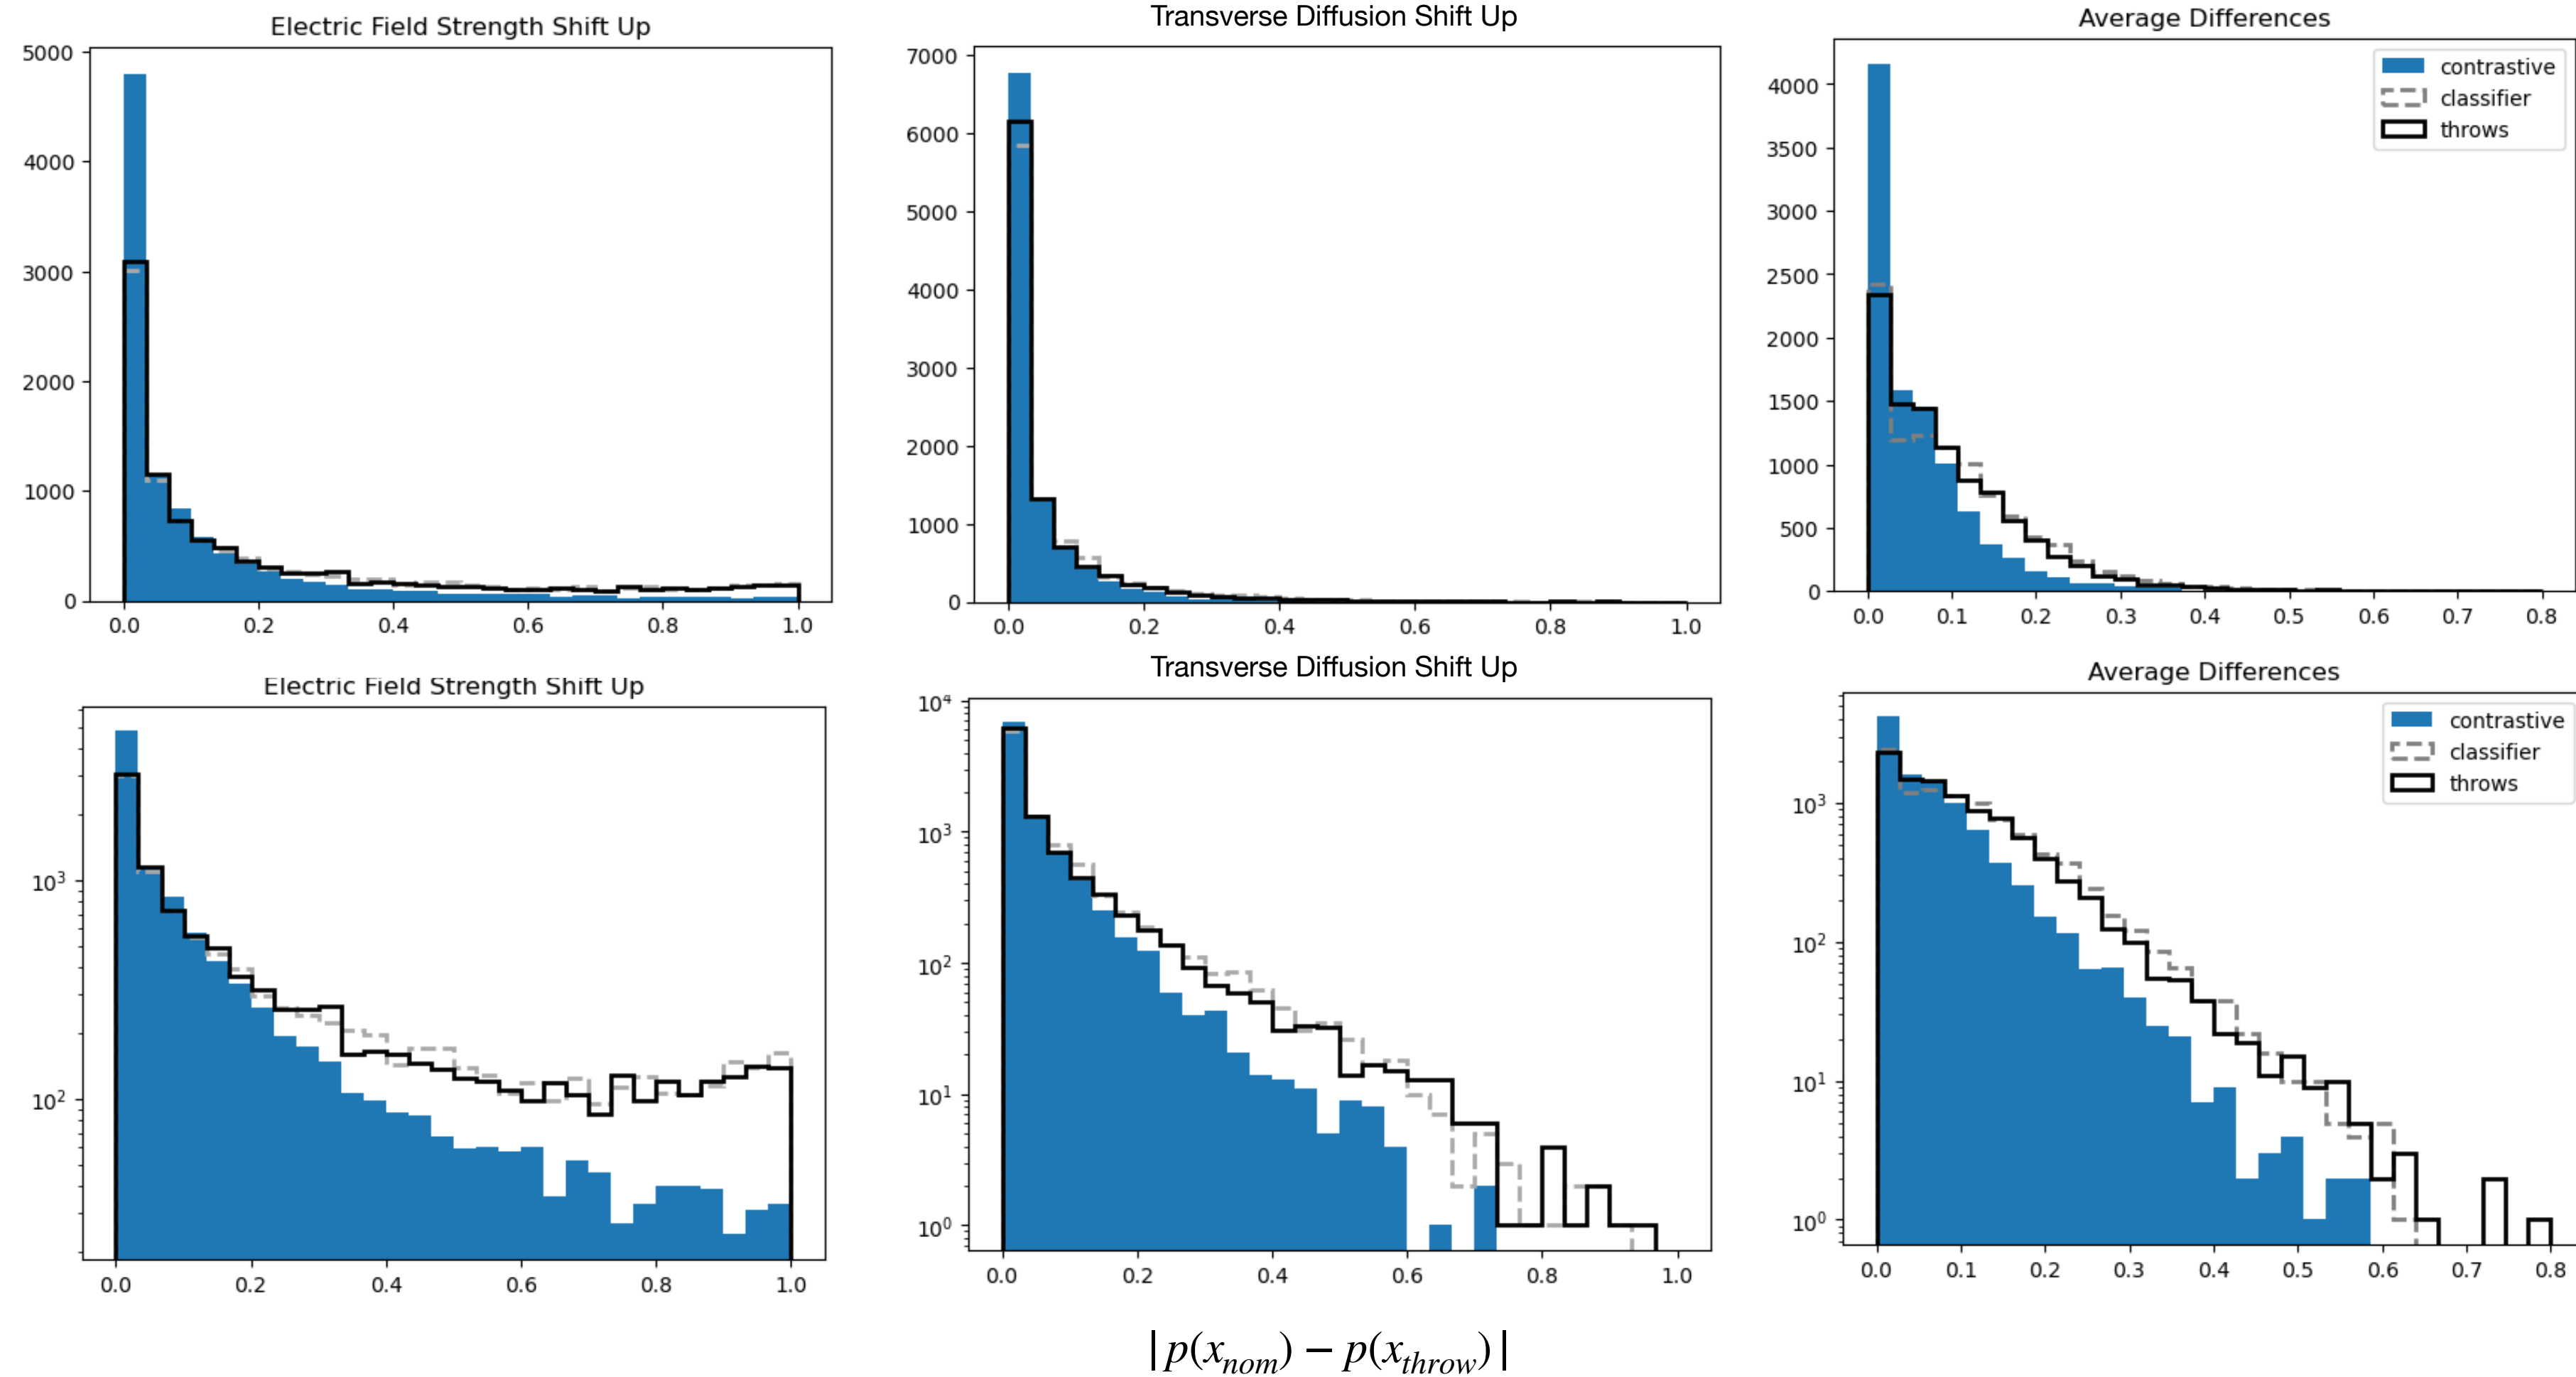 Electric Field Strength Shift Up
5000
4000
3000
2000
1000
0
0.0 0.2 0.4 0.6 0.8 1.0
Transverse Diffusion Shift Up
7000
6000
5000
4000
3000
2000
1000
0
0.0 0.2 0.4 0.6 0.8 1.0
Average Differences
4000
3500
3000
2500
2000
1500
1000
500
0
0.0 0.1 0.2 0.3 0.4 0.5 0.6 0.7 0.8
contrastive
classifier
throws
Electric Field Strength Shift Up
10³
10²
0.0 0.2 0.4 0.6 0.8 1.0
Transverse Diffusion Shift Up
10⁴
10³
10²
10¹
10⁰
0.0 0.2 0.4 0.6 0.8 1.0
Average Differences
10³
10²
10¹
10⁰
0.0 0.1 0.2 0.3 0.4 0.5 0.6 0.7 0.8
contrastive
classifier
throws
| p(x_nom) − p(x_throw) |